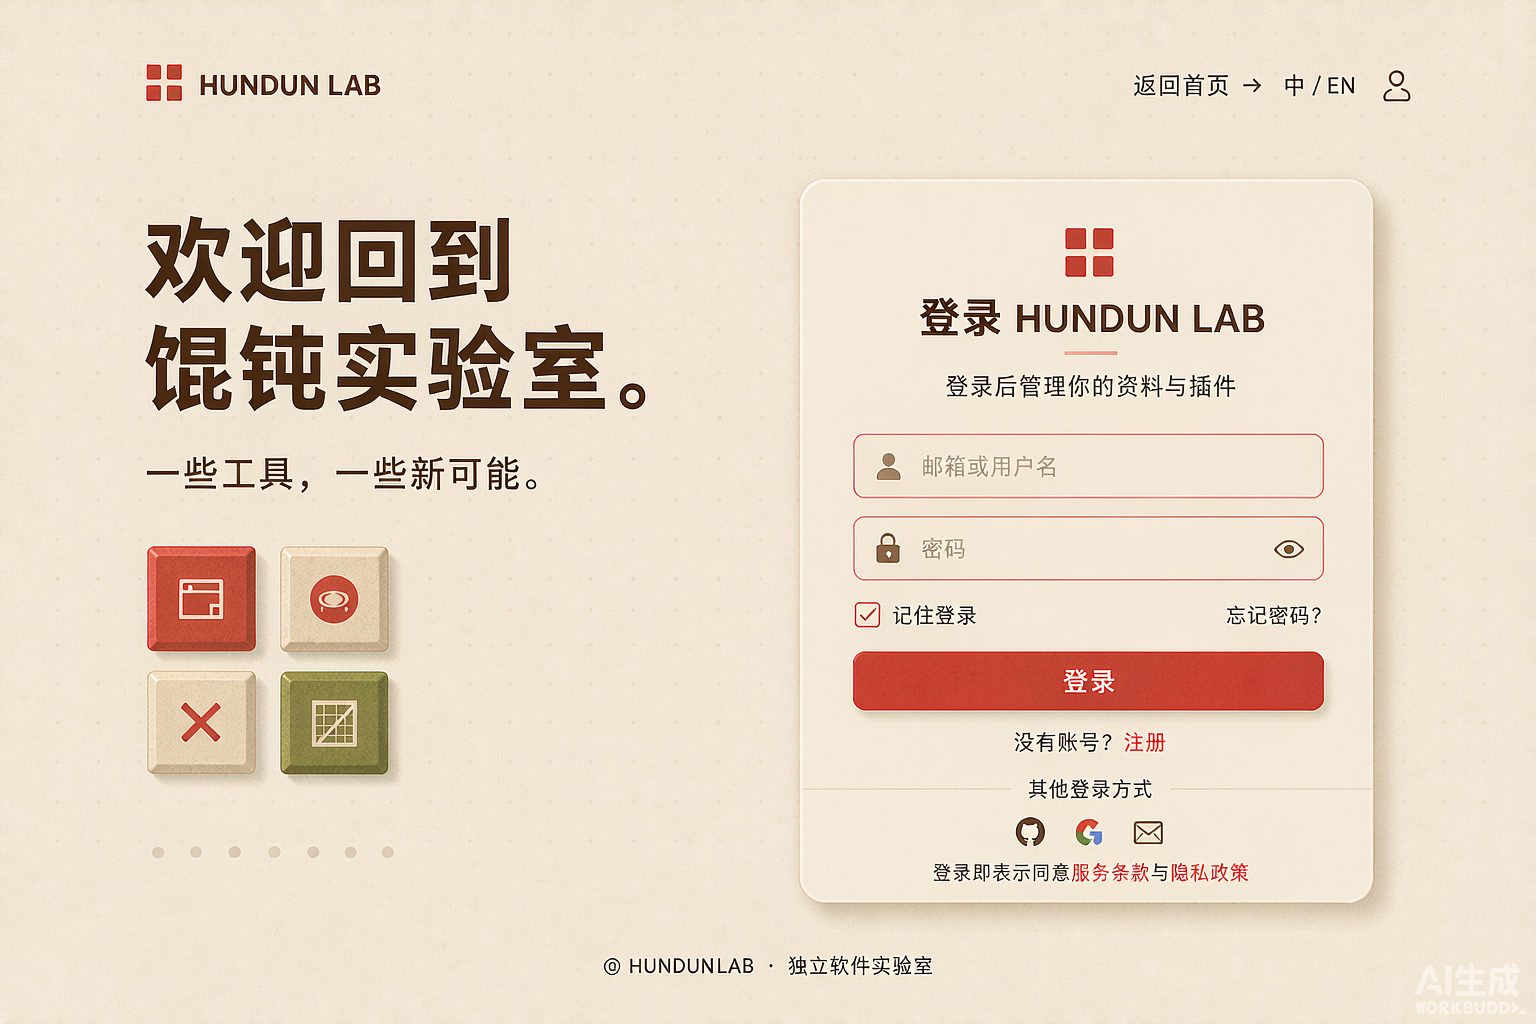 HUNDUN LAB
返回首页 → 中 / EN
欢迎回到
馄钝实验室。
一些工具，一些新可能。
登录 HUNDUN LAB
登录后管理你的资料与插件
邮箱或用户名
密码
记住登录 忘记密码？
登录
没有账号？注册
其他登录方式
登录即表示同意服务条款与隐私政策
© HUNDUNLAB · 独立软件实验室
AI生成
WORKBUDDY